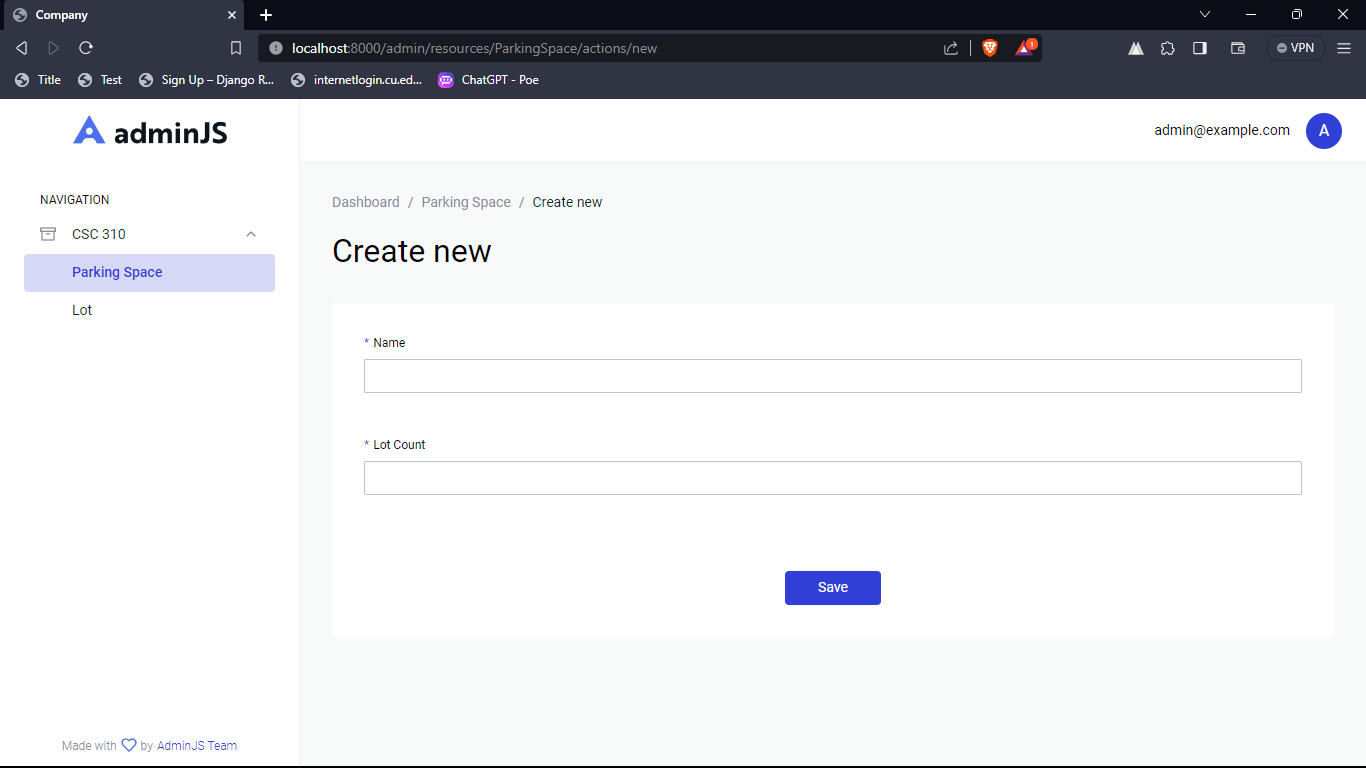 Company
localhost:8000/admin/resources/ParkingSpace/actions/new
1
VPN
Title
Test
Sign Up – Django R...
internetlogin.cu.ed...
ChatGPT - Poe
adminJS
admin@example.com
A
NAVIGATION
CSC 310
Parking Space
Lot
Dashboard / Parking Space / Create new
Create new
* Name
* Lot Count
Save
Made with by AdminJS Team